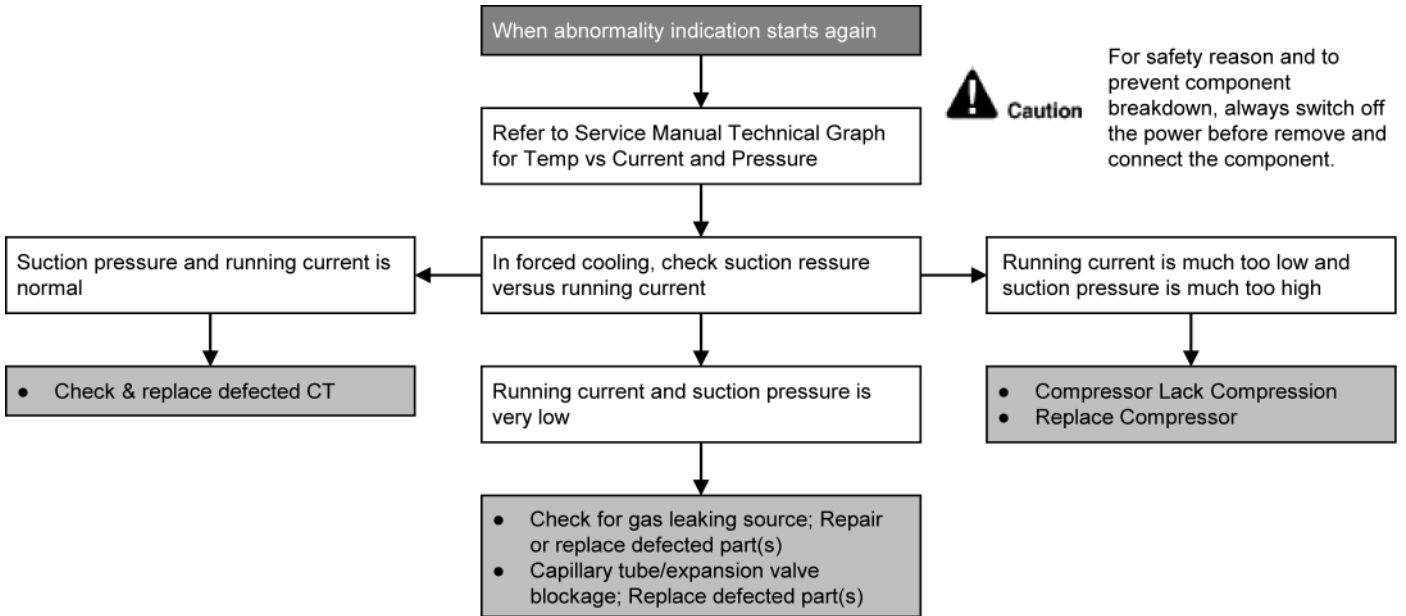 When abnormality indication starts again
For safety reason and to
prevent component
breakdown, always switch off
the power before remove and
connect the component.
Caution
Refer to Service Manual Technical Graph
for Temp vs Current and Pressure
Suction pressure and running current is
normal
In forced cooling, check suction ressure
versus running current
Running current is much too low and
suction pressure is much too high
● Check & replace defected CT
Running current and suction pressure is
very low
● Compressor Lack Compression
● Replace Compressor
● Check for gas leaking source; Repair
or replace defected part(s)
● Capillary tube/expansion valve
blockage; Replace defected part(s)